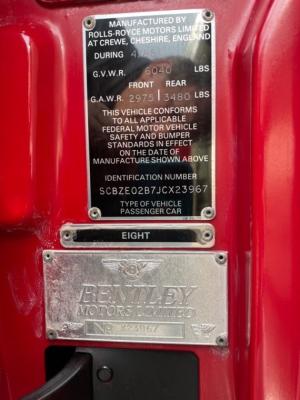 MANUFACTURED BY
ROLLS-ROYCE MOTORS LIMITED
AT CREWE, CHESHIRE, ENGLAND
DURING
G.V.W.R. 6040 LBS
FRONT REAR
G.A.W.R. 2975 3480 LBS
THIS VEHICLE CONFORMS
TO ALL APPLICABLE
FEDERAL MOTOR VEHICLE
SAFETY AND BUMPER
STANDARDS IN EFFECT
ON THE DATE OF
MANUFACTURE SHOWN ABOVE
IDENTIFICATION NUMBER
SCBZE02B7JCX23967
TYPE OF VEHICLE
PASSENGER CAR
EIGHT
BENTLEY
MOTORS LIMITED